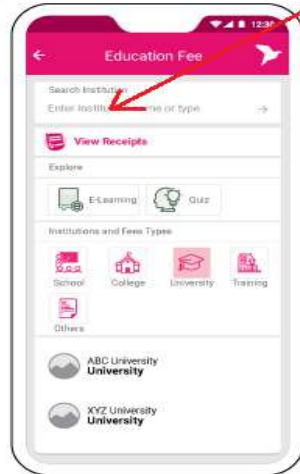 12:30
Education Fee
Search Institution
Enter institution name or type
View Receipts
Explore
E-Learning
Quiz
Institutions and Fees Types
School
College
University
Training
Others
ABC University
University
XYZ University
University